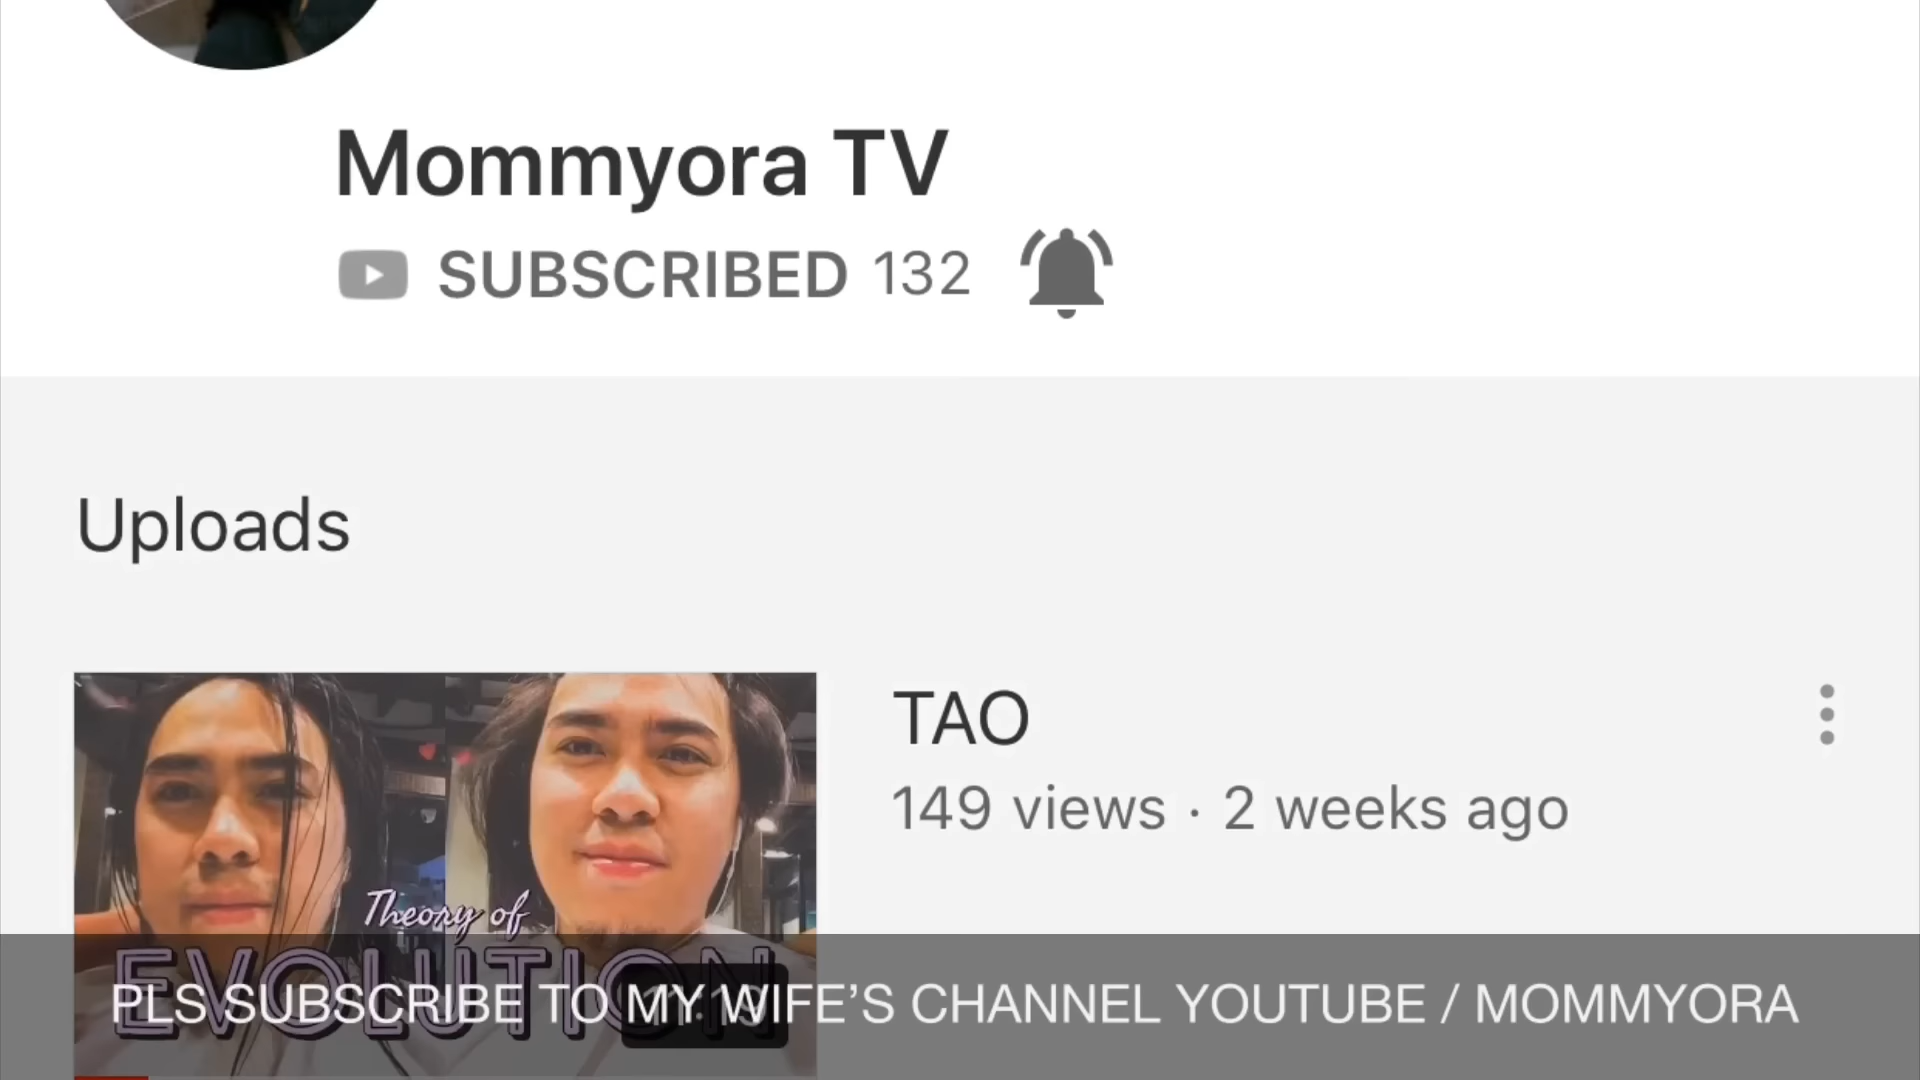 Mommyora TV
SUBSCRIBED 132
Uploads
TAO
149 views · 2 weeks ago
Theory of
EVOLUTION
PLS SUBSCRIBE TO MY WIFE’S CHANNEL YOUTUBE / MOMMYORA